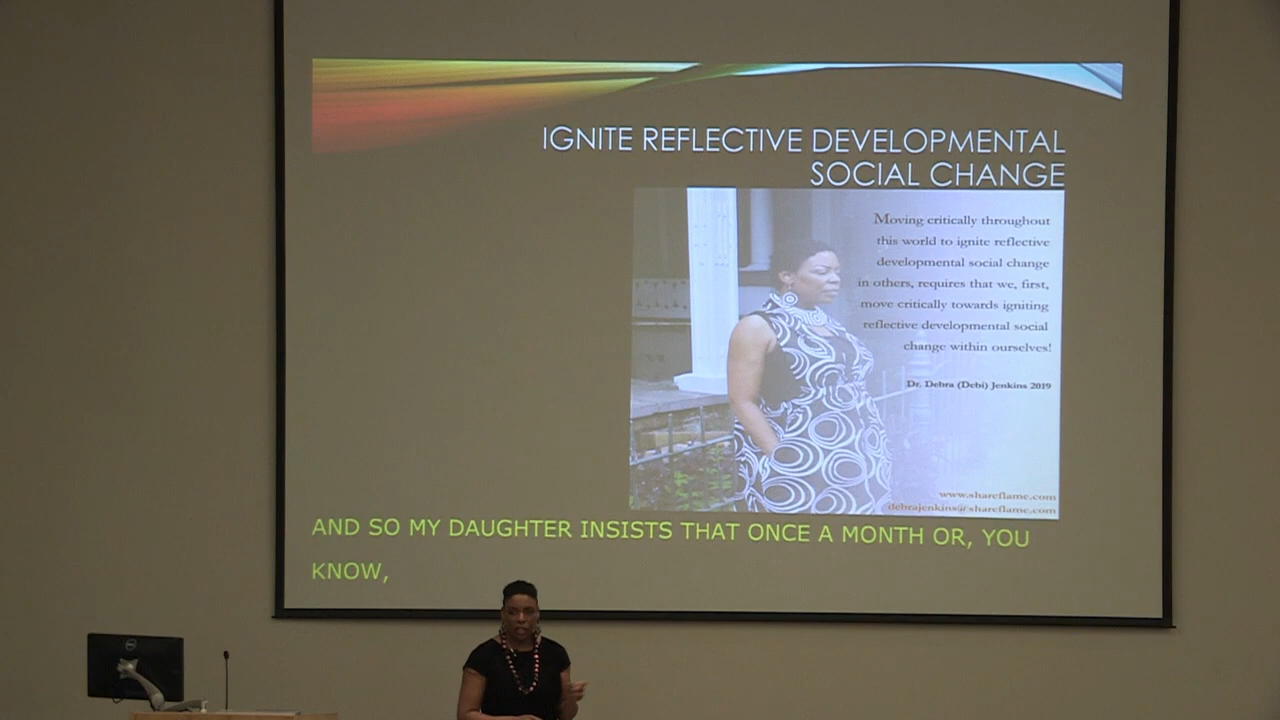 IGNITE REFLECTIVE DEVELOPMENTAL
SOCIAL CHANGE
Moving critically throughout
this world to ignite reflective
developmental social change
in others, requires that we, first,
move critically towards igniting
reflective developmental social
change within ourselves!
Dr. Debra (Debi) Jenkins 2019
www.shareflame.com
debrajenkins@shareflame.com
AND SO MY DAUGHTER INSISTS THAT ONCE A MONTH OR, YOU
KNOW,
DELL